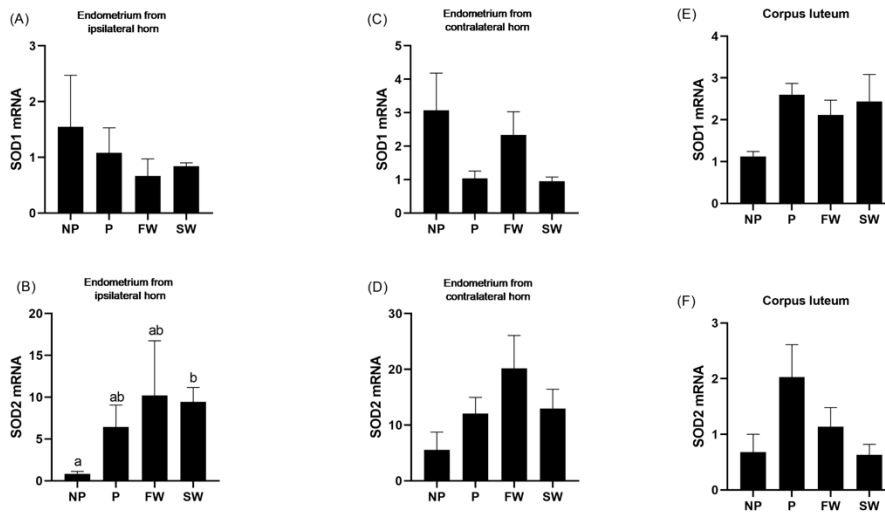 (A)
Endometrium from
ipsilateral horn
SOD1 mRNA
3
2
1
0
NP P FW SW
(C)
Endometrium from
contralateral horn
SOD1 mRNA
5
4
3
2
1
0
NP P FW SW
(E)
Corpus luteum
SOD1 mRNA
4
3
2
1
0
NP P FW SW
(B)
Endometrium from
ipsilateral horn
SOD2 mRNA
20
15
10
5
0
a ab ab b
NP P FW SW
(D)
Endometrium from
contralateral horn
SOD2 mRNA
30
20
10
0
NP P FW SW
(F)
Corpus luteum
SOD2 mRNA
3
2
1
0
NP P FW SW